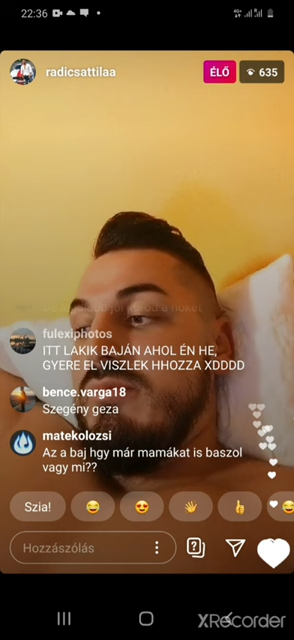 22:36
radicsattilaa
ÉLŐ
635
fulexiphotos
ITT LAKIK BAJÁN AHOL ÉN HE,
GYERE EL VISZLEK HHOZZA XDDDD
bence.varga18
Szegény geza
matekolozsi
Az a baj hgy már mamákat is baszol
vagy mi??
Szia!
Hozzászólás
XRecorder